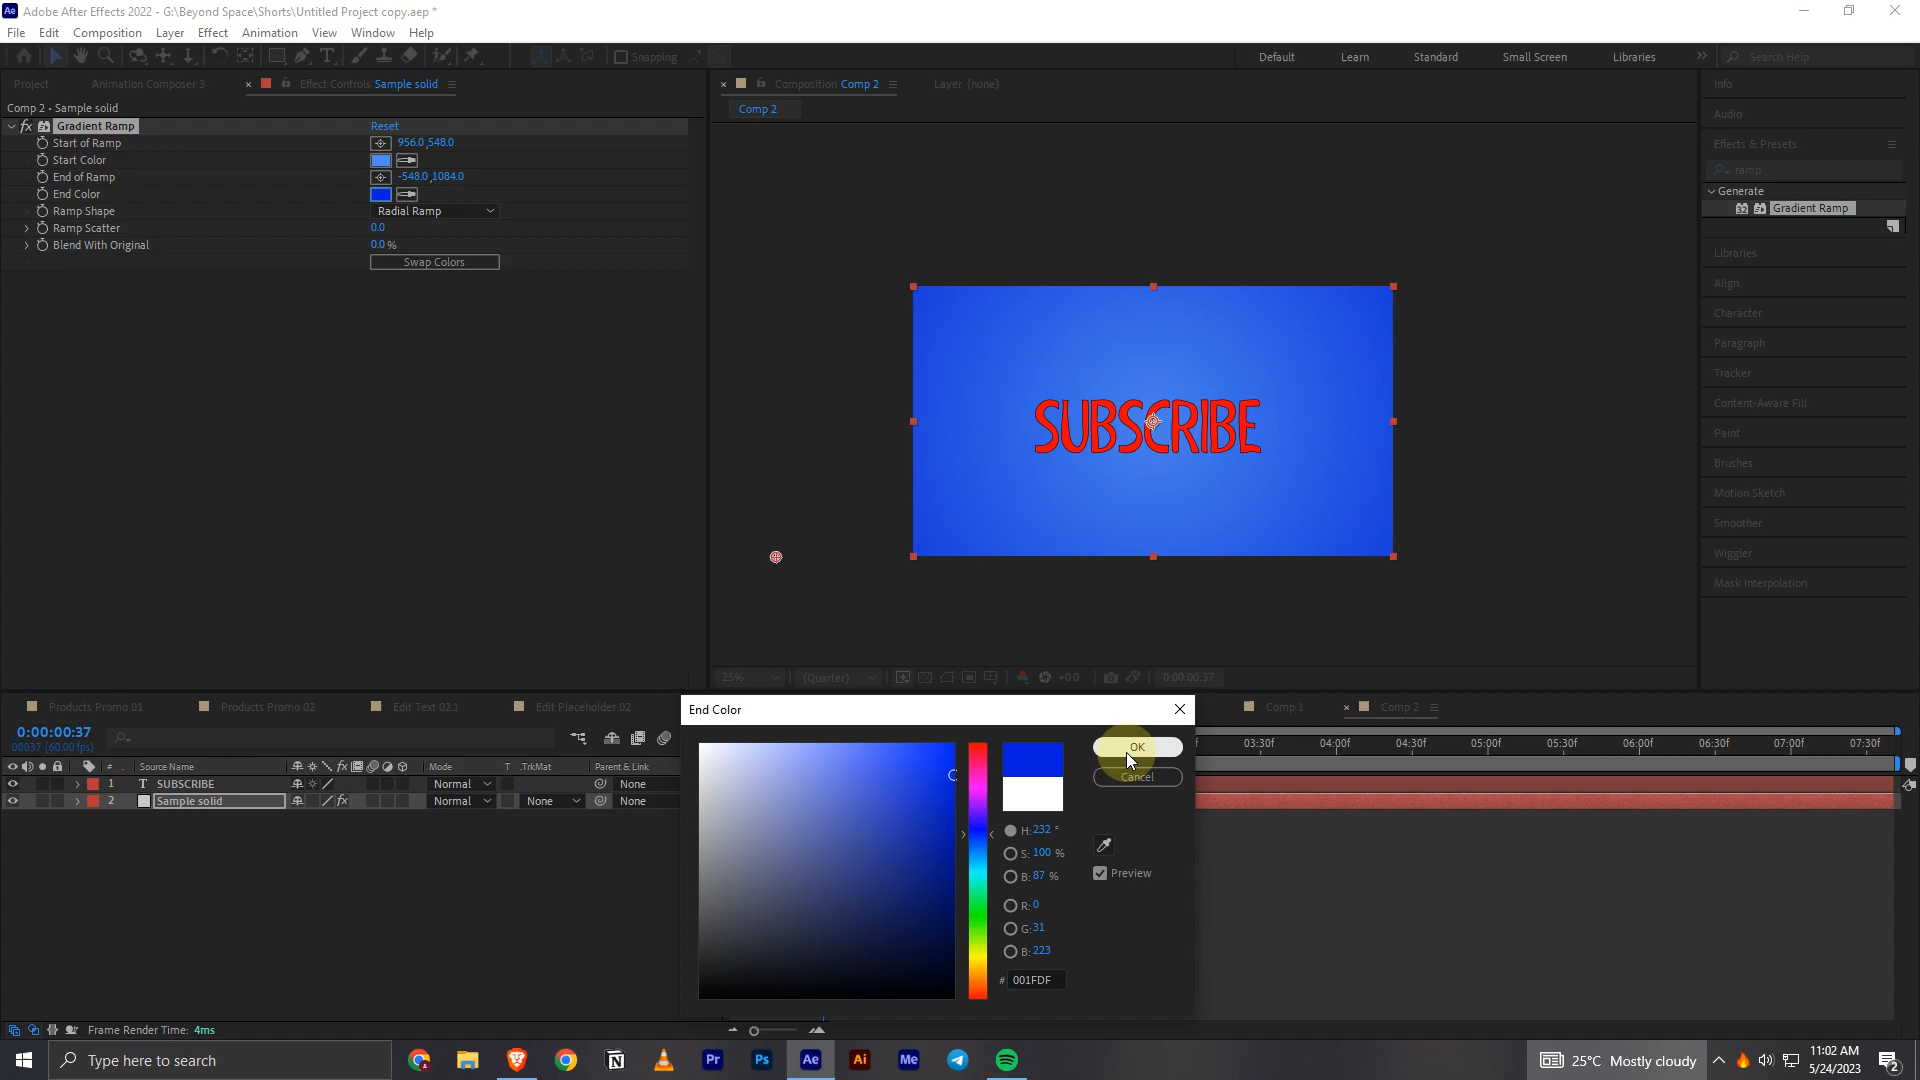 Adobe After Effects 2022 - G:\Beyond Space\Shorts\Untitled Project copy.aep *
File Edit Composition Layer Effect Animation View Window Help
Snapping
Default Learn Standard Small Screen Libraries
Search Help
Project Animation Composer 3 Effect Controls Sample solid
Comp 2 • Sample solid
fx Gradient Ramp Reset
Start of Ramp 956.0,548.0
Start Color
End of Ramp -548.0,1084.0
End Color
Ramp Shape Radial Ramp
Ramp Scatter 0.0
Blend With Original 0.0 %
Swap Colors
Composition Comp 2 Layer (none)
Comp 2
SUBSCRIBE
25% (Quarter) +0.0 0:00:00:37
Info
Audio
Effects & Presets
ramp
Generate
32 Gradient Ramp
Libraries
Align
Character
Paragraph
Tracker
Content-Aware Fill
Paint
Brushes
Motion Sketch
Smoother
Wiggler
Mask Interpolation
Products Promo 01 Products Promo 02 Edit Text 02.1 Edit Placeholder 02 Comp 1 Comp 2
0:00:00:37
00037 (60.00 fps)
03:30f 04:00f 04:30f 05:00f 05:30f 06:00f 06:30f 07:00f 07:30f
# Source Name fx Mode T .TrkMat Parent & Link
1 T SUBSCRIBE Normal None
2 Sample solid fx Normal None None
End Color
OK
Cancel
H: 232 °
S: 100 %
B: 87 %
R: 0
G: 31
B: 223
# 001FDF
Preview
Frame Render Time: 4ms
Type here to search
Pr Ps Ae Ai Me
25°C Mostly cloudy
11:02 AM
5/24/2023
2